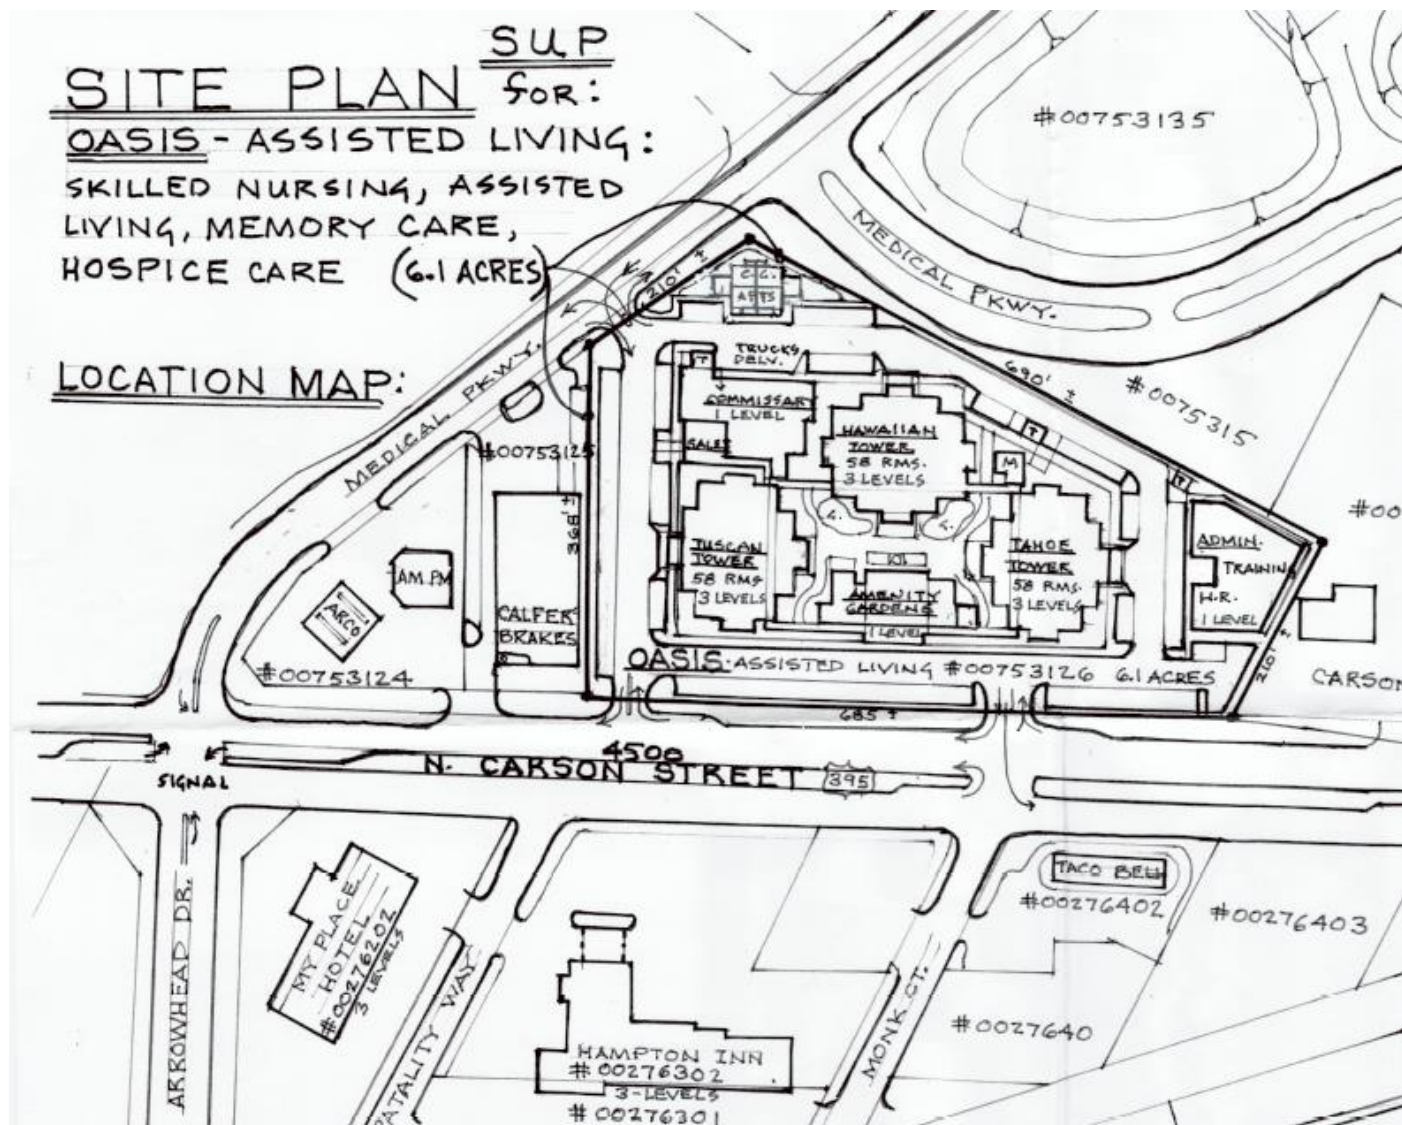 SITE PLAN SUP
FOR:
OASIS - ASSISTED LIVING:
SKILLED NURSING, ASSISTED
LIVING, MEMORY CARE,
HOSPICE CARE (6.1 ACRES)
LOCATION MAP:
#00753135
MEDICAL PKWY.
MEDICAL PKWY.
210' ±
690' ±
#0075315
#00
C.C.
APTS
TRUCKS
DELV.
T
COMMISSARY
1 LEVEL
SALES
HAWAIIAN
TOWER
58 RMS.
3 LEVELS
T
M
T
TUSCAN
TOWER
58 RMS
3 LEVELS
TAHOE
TOWER
58 RMS
3 LEVELS
AMENITY
GARDENS
1 LEVEL
ADMIN.
TRAINING
H.R.
1 LEVEL
#00753125
368' ±
AM PM
ARCO
CALFER
BRAKES
#00753124
OASIS-ASSISTED LIVING #00753126 6.1 ACRES
210' ±
CARSON
685' ±
4500
N. CARSON STREET 395
SIGNAL
ARROWHEAD DR.
MY PLACE
HOTEL
#00276202
3 LEVELS
PATALITY WAY
HAMPTON INN
#00276302
3-LEVELS
#00276301
MONK CT.
TACO BELL
#00276402
#00276403
#0027640